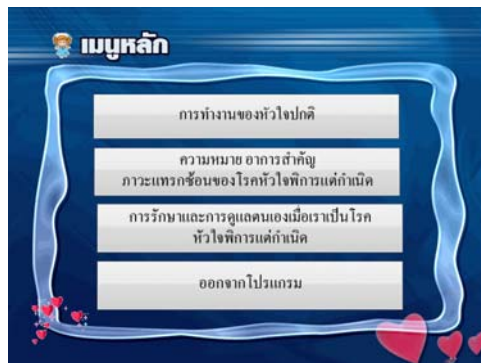 เมนูหลัก
การทำงานของหัวใจปกติ
ความหมาย อาการสำคัญ
ภาวะแทรกซ้อนของโรคหัวใจพิการแต่กำเนิด
การรักษาและการดูแลตนเองเมื่อเราเป็นโรค
หัวใจพิการแต่กำเนิด
ออกจากโปรแกรม